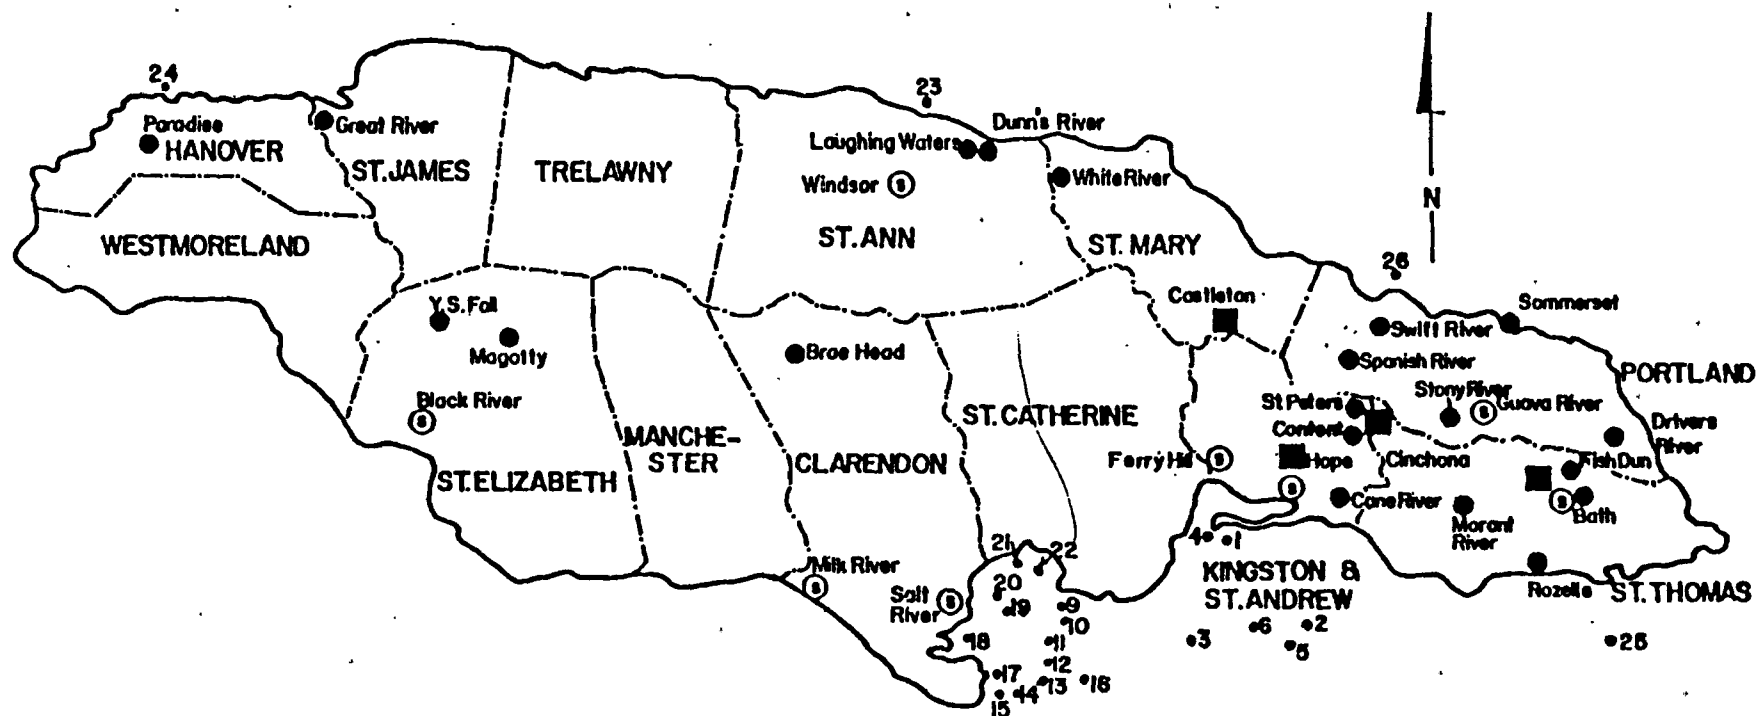 24
23
Paradise
HANOVER
Great River
ST. JAMES
TRELAWNY
Dunn's River
Laughing Waters
Windsor
S
White River
ST. ANN
ST. MARY
N
WESTMORELAND
26
Y.S. Fall
Magotty
Black River
S
Brae Head
Castleton
Sommerset
Swift River
Spanish River
PORTLAND
St Peters
Stony River
S
Guava River
Content
Drivers
River
MANCHE-
STER
ST. ELIZABETH
CLARENDON
ST. CATHERINE
Ferry Hill
S
Hope
S
Cinchona
Fish Dun
Cane River
Morant
River
S
Bath
4
1
21
22
20
19
Milk River
S
Salt
River
S
9
10
KINGSTON &
ST. ANDREW
Rozelle
ST. THOMAS
18
11
3
6
2
5
25
17
12
13
16
14
15